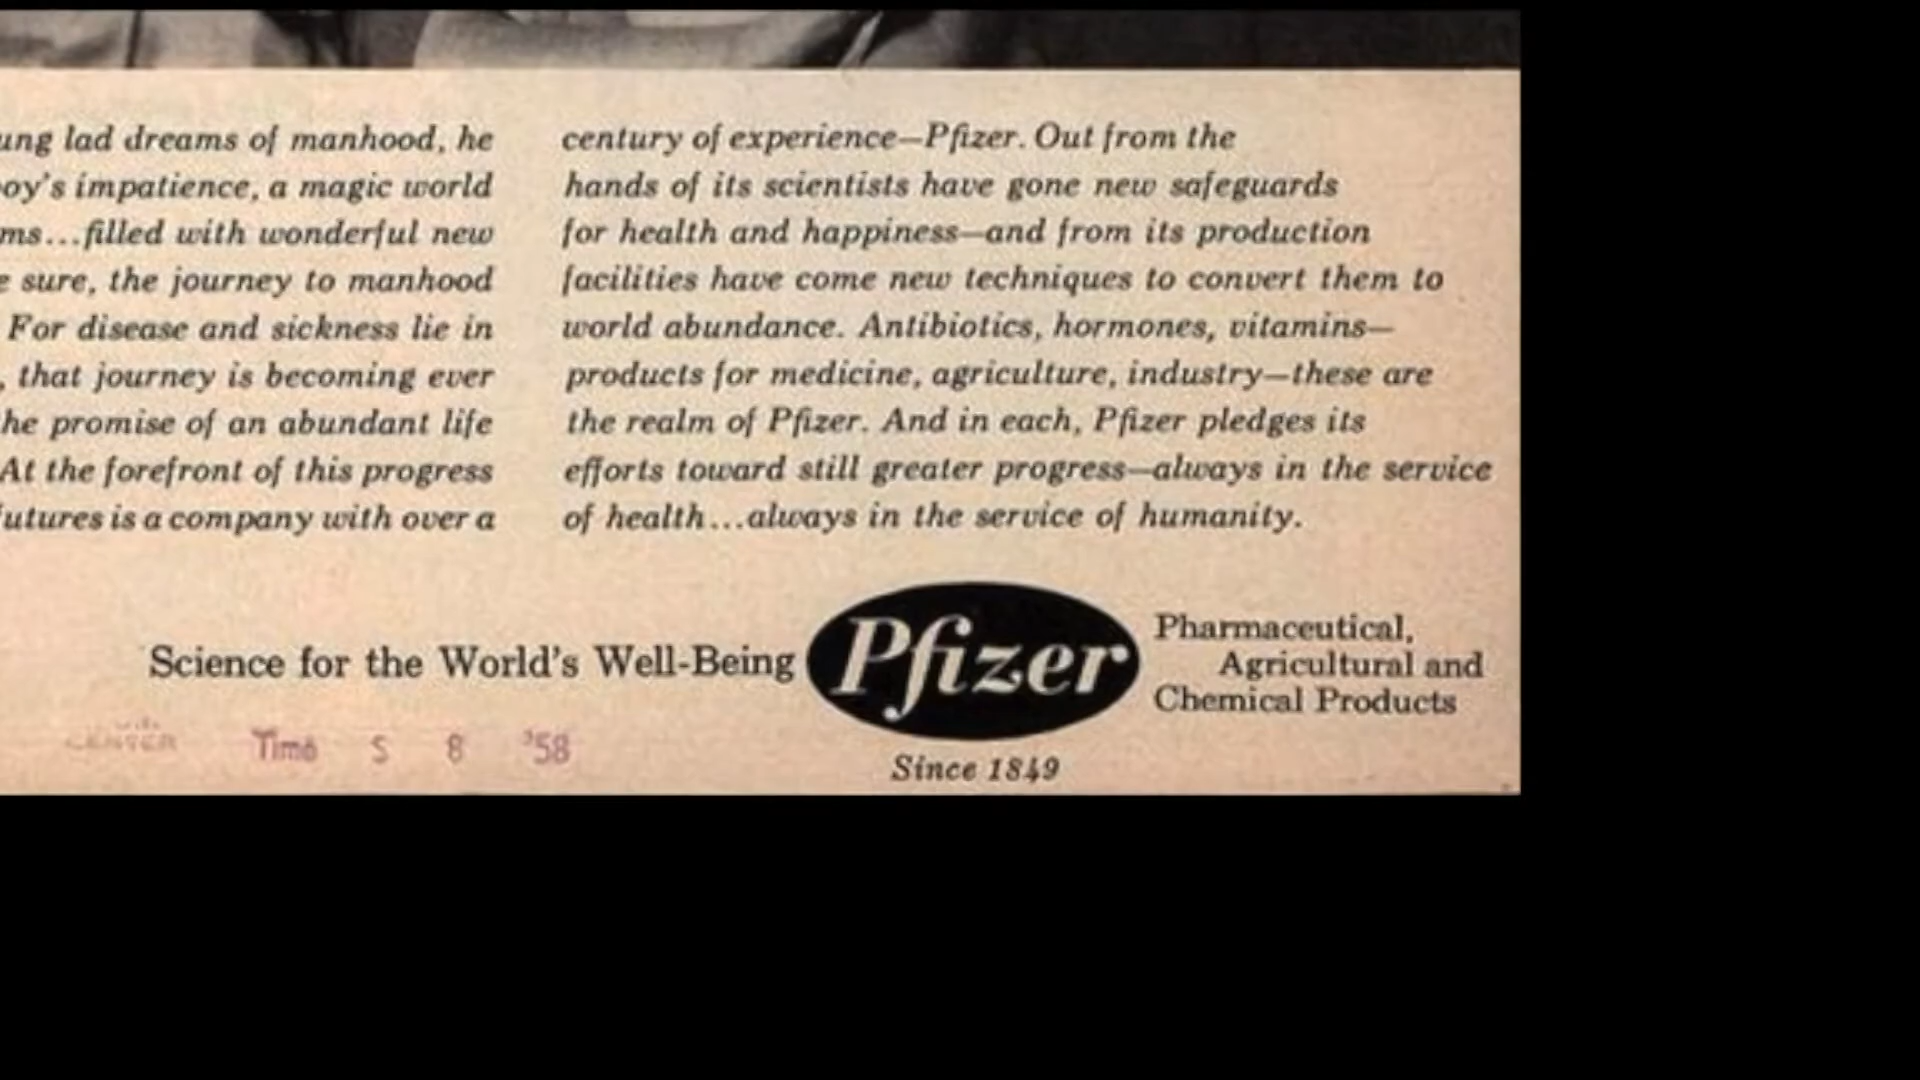 lad dreams of manhood, he
impatience, a magic world
filled with wonderful new
sure, the journey to manhood
For disease and sickness lie in
that journey is becoming ever
promise of an abundant life
At the forefront of this progress
is a company with over a
century of experience—Pfizer. Out from the
hands of its scientists have gone new safeguards
for health and happiness—and from its production
facilities have come new techniques to convert them to
world abundance. Antibiotics, hormones, vitamins—
products for medicine, agriculture, industry—these are
the realm of Pfizer. And in each, Pfizer pledges its
efforts toward still greater progress—always in the service
of health...always in the service of humanity.
Science for the World's Well-Being
Pfizer
Since 1849
Pharmaceutical,
Agricultural and
Chemical Products
CENTER Time S 8 '58